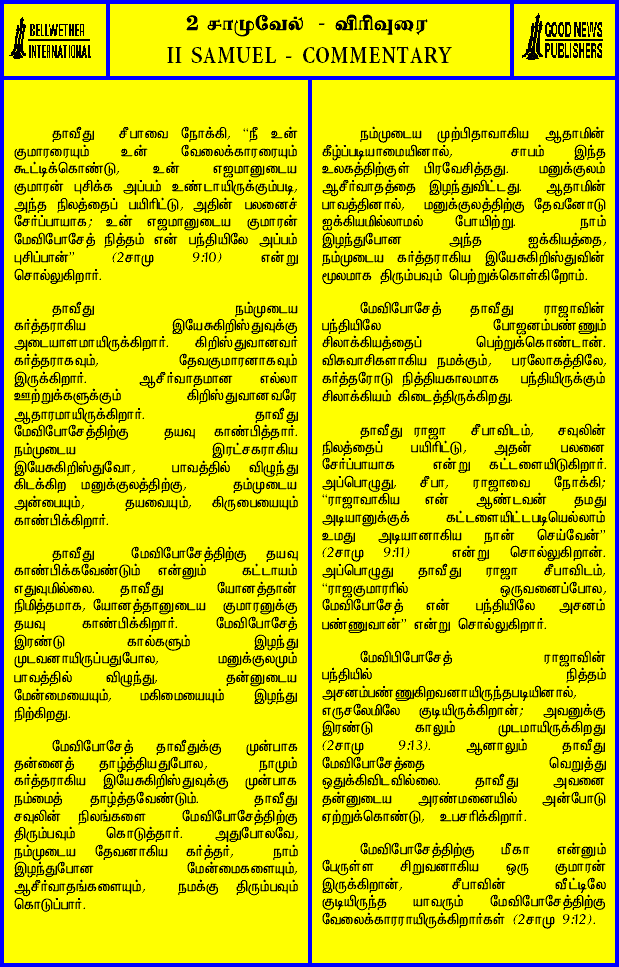 BELLWETHER
INTERNATIONAL
2 சாமுவேல் - விரிவுரை
II SAMUEL - COMMENTARY
GOOD NEWS
PUBLISHERS
தாவீது சீபாவை நோக்கி, “நீ உன்
குமாரரையும் உன் வேலைக்காரரையும்
கூட்டிக்கொண்டு, உன் எஜமானுடைய
குமாரன் புசிக்க அப்பம் உண்டாயிருக்கும்படி,
அந்த நிலத்தைப் பயிரிட்டு, அதின் பலனைச்
சேர்ப்பாயாக; உன் எஜமானுடைய குமாரன்
மேவிபோசேத் நித்தம் என் பந்தியிலே அப்பம்
புசிப்பான்” (2சாமு 9:10) என்று
சொல்லுகிறார்.
தாவீது நம்முடைய
கர்த்தராகிய இயேசுகிறிஸ்துவுக்கு
அடையாளமாயிருக்கிறார். கிறிஸ்துவானவர்
கர்த்தராகவும், தேவகுமாரனாகவும்
இருக்கிறார். ஆசீர்வாதமான எல்லா
ஊற்றுக்களுக்கும் கிறிஸ்துவானவரே
ஆதாரமாயிருக்கிறார். தாவீது
மேவிபோசேத்திற்கு தயவு காண்பித்தார்.
நம்முடைய இரட்சகராகிய
இயேசுகிறிஸ்துவோ, பாவத்தில் விழுந்து
கிடக்கிற மனுக்குலத்திற்கு, தம்முடைய
அன்பையும், தயவையும், கிருபையையும்
காண்பிக்கிறார்.
தாவீது மேவிபோசேத்திற்கு தயவு
காண்பிக்கவேண்டும் என்னும் கட்டாயம்
எதுவுமில்லை. தாவீது யோனத்தான்
நிமித்தமாக, யோனத்தானுடைய குமாரனுக்கு
தயவு காண்பிக்கிறார். மேவிபோசேத்
இரண்டு கால்களும் இழந்து
முடவனாயிருப்பதுபோல, மனுக்குலமும்
பாவத்தில் விழுந்து, தன்னுடைய
மேன்மையையும், மகிமையையும் இழந்து
நிற்கிறது.
மேவிபோசேத் தாவீதுக்கு முன்பாக
தன்னைத் தாழ்த்தியதுபோல, நாமும்
கர்த்தராகிய இயேசுகிறிஸ்துவுக்கு முன்பாக
நம்மைத் தாழ்த்தவேண்டும். தாவீது
சவுலின் நிலங்களை மேவிபோசேத்திற்கு
திரும்பவும் கொடுத்தார். அதுபோலவே,
நம்முடைய தேவனாகிய கர்த்தர், நாம்
இழந்துபோன மேன்மைகளையும்,
ஆசீர்வாதங்களையும், நமக்கு திரும்பவும்
கொடுப்பார்.
நம்முடைய முற்பிதாவாகிய ஆதாமின்
கீழ்ப்படியாமையினால், சாபம் இந்த
உலகத்திற்குள் பிரவேசித்தது. மனுக்குலம்
ஆசீர்வாதத்தை இழந்துவிட்டது. ஆதாமின்
பாவத்தினால், மனுக்குலத்திற்கு தேவனோடு
ஐக்கியமில்லாமல் போயிற்று. நாம்
இழந்துபோன அந்த ஐக்கியத்தை,
நம்முடைய கர்த்தராகிய இயேசுகிறிஸ்துவின்
மூலமாக திரும்பவும் பெற்றுக்கொள்கிறோம்.
மேவிபோசேத் தாவீது ராஜாவின்
பந்தியிலே போஜனம்பண்ணும்
சிலாக்கியத்தைப் பெற்றுக்கொண்டான்.
விசுவாசிகளாகிய நமக்கும், பரலோகத்திலே,
கர்த்தரோடு நித்தியகாலமாக பந்தியிருக்கும்
சிலாக்கியம் கிடைத்திருக்கிறது.
தாவீது ராஜா சீபாவிடம், சவுலின்
நிலத்தைப் பயிரிட்டு, அதன் பலனை
சேர்ப்பாயாக என்று கட்டளையிடுகிறார்.
அப்பொழுது, சீபா, ராஜாவை நோக்கி;
“ராஜாவாகிய என் ஆண்டவன் தமது
அடியானுக்குக் கட்டளையிட்டபடியெல்லாம்
உமது அடியானாகிய நான் செய்வேன்”
(2சாமு 9:11) என்று சொல்லுகிறான்.
அப்பொழுது தாவீது ராஜா சீபாவிடம்,
“ராஜகுமாரரில் ஒருவனைப்போல,
மேவிபோசேத் என் பந்தியிலே அசனம்
பண்ணுவான்” என்று சொல்லுகிறார்.
மேவிபிபோசேத் ராஜாவின்
பந்தியில் நித்தம்
அசனம்பண்ணுகிறவனாயிருந்தபடியினால்,
எருசலேமிலே குடியிருக்கிறான்; அவனுக்கு
இரண்டு காலும் முடமாயிருக்கிறது
(2சாமு 9:13). ஆனாலும் தாவீது
மேவிபோசேத்தை வெறுத்து
ஒதுக்கிவிடவில்லை. தாவீது அவனை
தன்னுடைய அரண்மனையில் அன்போடு
ஏற்றுக்கொண்டு, உபசரிக்கிறார்.
மேவிபோசேத்திற்கு மீகா என்னும்
பேருள்ள சிறுவனாகிய ஒரு குமாரன்
இருக்கிறான், சீபாவின் வீட்டிலே
குடியிருந்த யாவரும் மேவிபோசேத்திற்கு
வேலைக்காரராயிருக்கிறார்கள் (2சாமு 9:12).